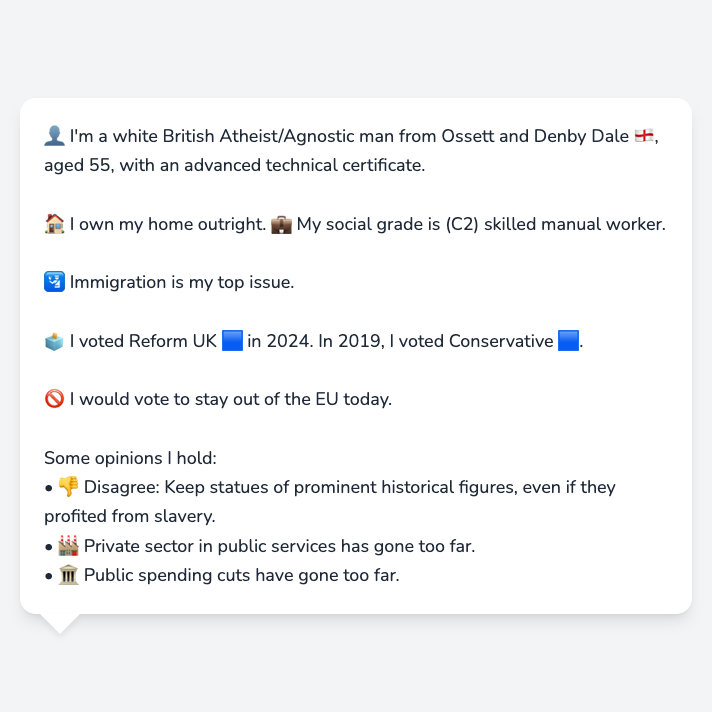 👤 I'm a white British Atheist/Agnostic man from Ossett and Denby Dale 🏴󠁧󠁢󠁥󠁮󠁧󠁿,
aged 55, with an advanced technical certificate.
🏠 I own my home outright. 💼 My social grade is (C2) skilled manual worker.
🛂 Immigration is my top issue.
🗳️ I voted Reform UK 🟦 in 2024. In 2019, I voted Conservative 🟦.
🚫 I would vote to stay out of the EU today.
Some opinions I hold:
• 👎 Disagree: Keep statues of prominent historical figures, even if they
profited from slavery.
• 🏭 Private sector in public services has gone too far.
• 🏛️ Public spending cuts have gone too far.